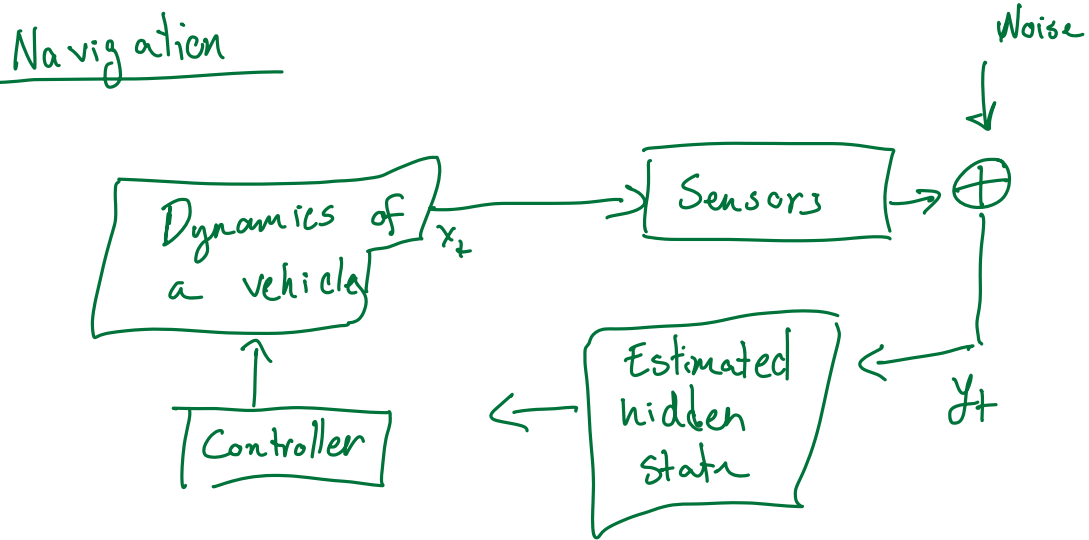 Navigation
Noise
Dynamics of
a vehicle
x_t
Sensors
Estimated
hidden
state
y_t
Controller